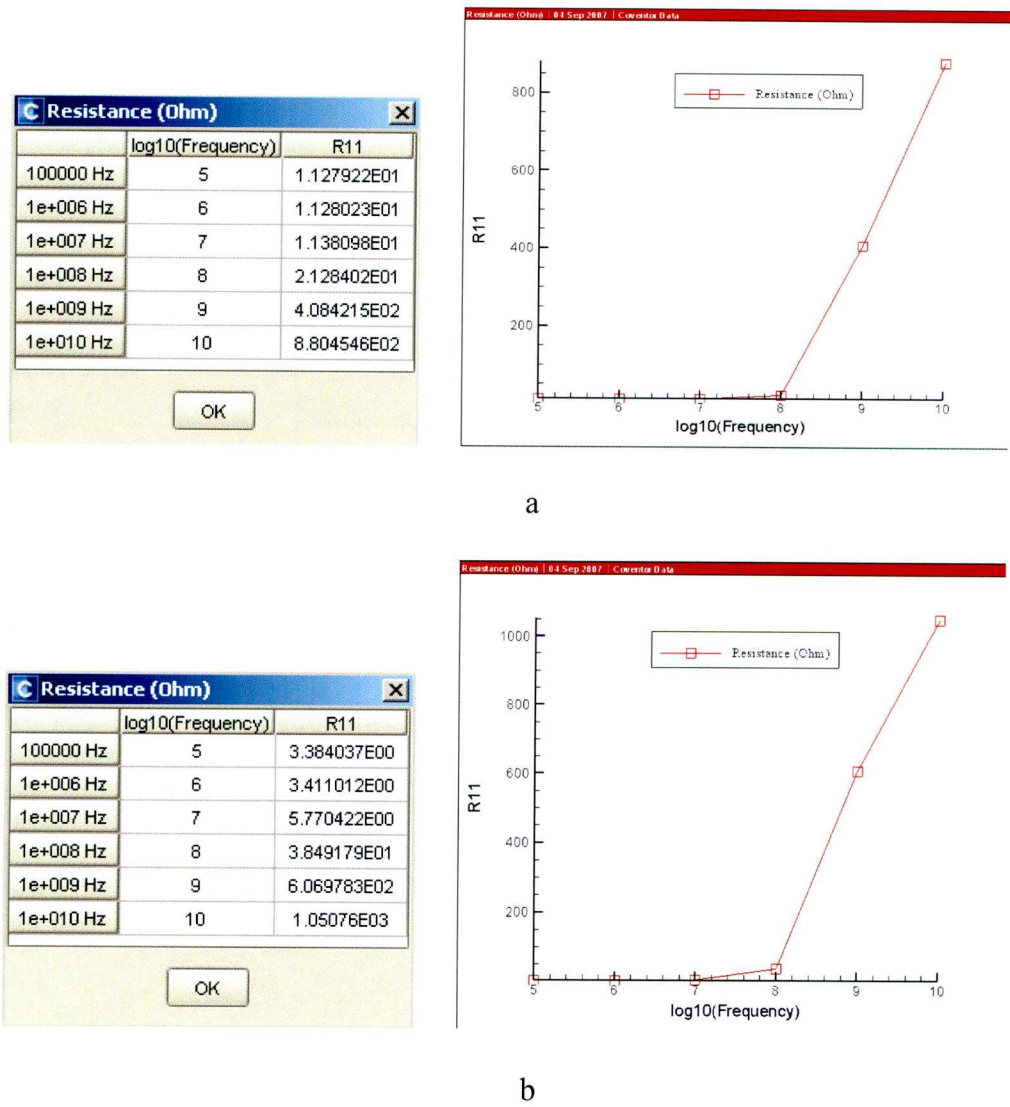 Resistance (Ohm)
log10(Frequency) R11
100000 Hz 5 1.127922E01
1e+006 Hz 6 1.128023E01
1e+007 Hz 7 1.138098E01
1e+008 Hz 8 2.128402E01
1e+009 Hz 9 4.084215E02
1e+010 Hz 10 8.804546E02
OK
Resistance (Ohm) | 04 Sep 2007 | Coventor Data
Resistance (Ohm)
800
600
400
200
R11
5 6 7 8 9 10
log10(Frequency)
a
Resistance (Ohm)
log10(Frequency) R11
100000 Hz 5 3.384037E00
1e+006 Hz 6 3.411012E00
1e+007 Hz 7 5.770422E00
1e+008 Hz 8 3.849179E01
1e+009 Hz 9 6.069783E02
1e+010 Hz 10 1.05076E03
OK
Resistance (Ohm) | 04 Sep 2007 | Coventor Data
Resistance (Ohm)
1000
800
600
400
200
R11
5 6 7 8 9 10
log10(Frequency)
b